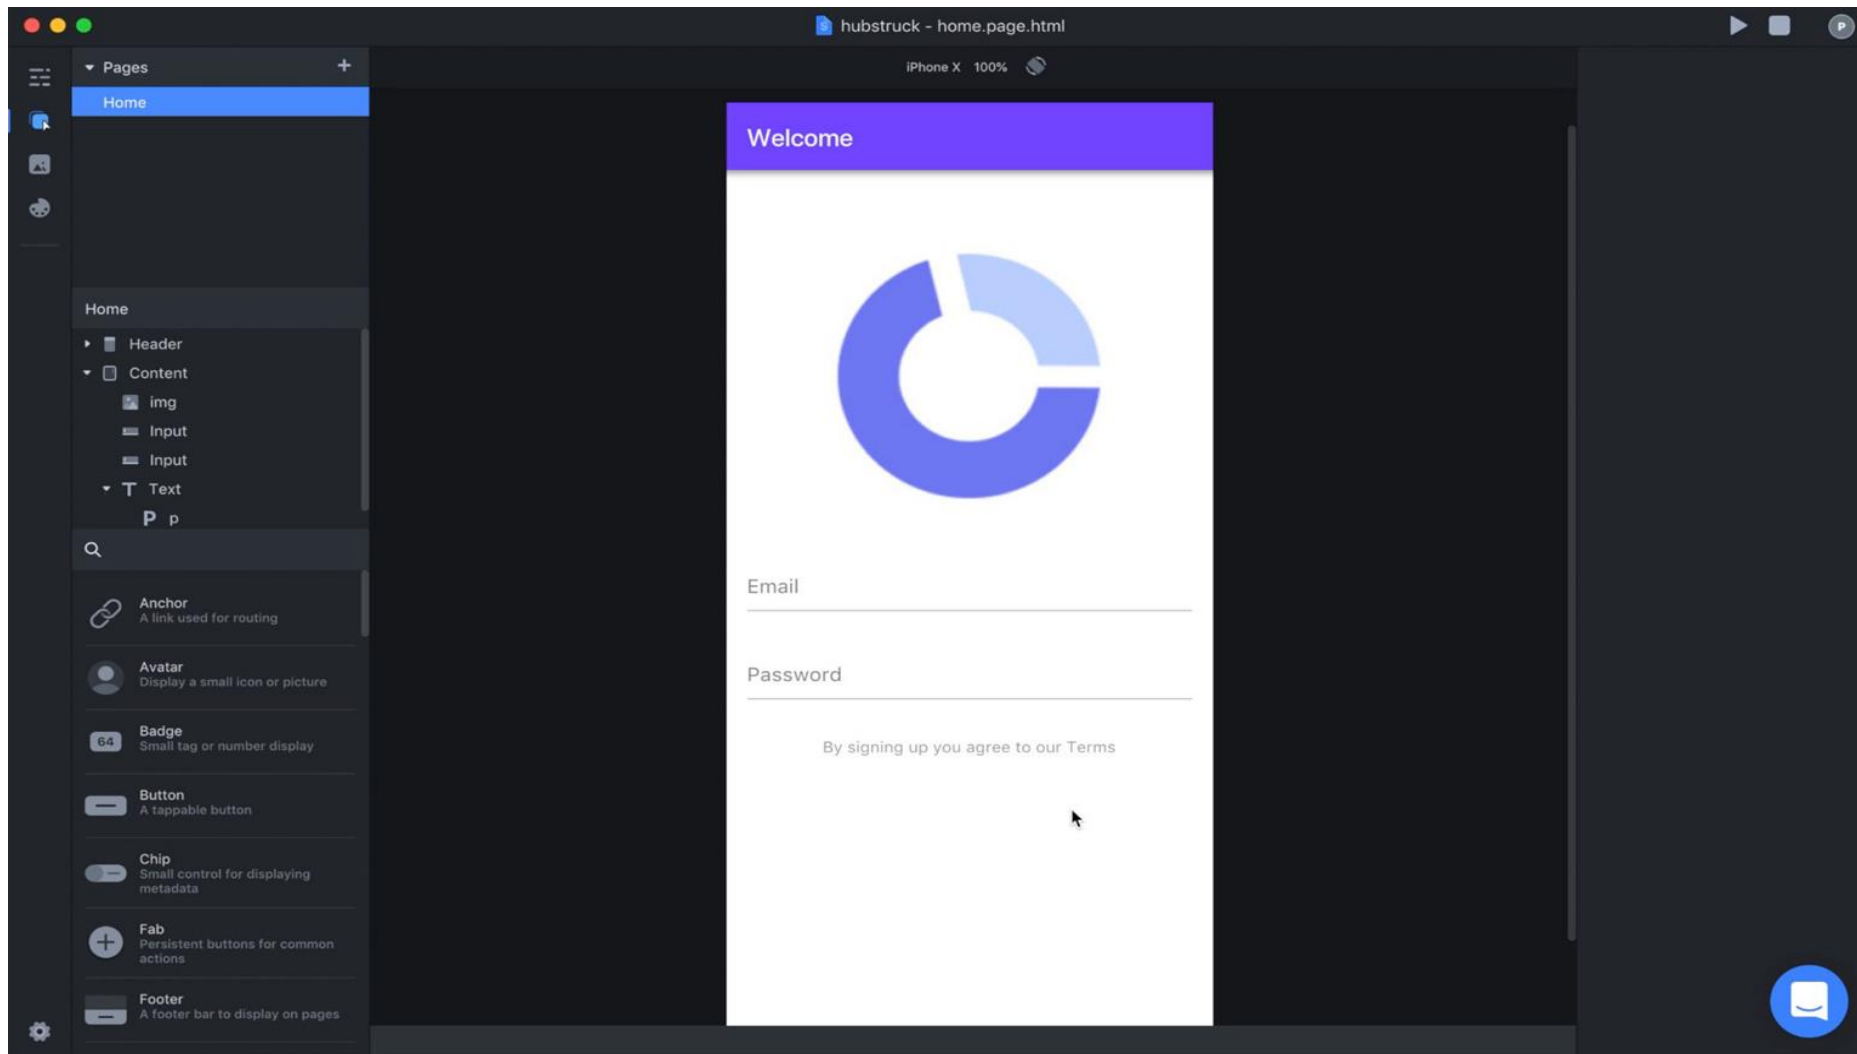 hubstruck - home.page.html
P
Pages +
iPhone X 100%
Home
Welcome
Home
Header
Content
img
Input
Input
T Text
P p
Email
Password
By signing up you agree to our Terms
Anchor
A link used for routing
Avatar
Display a small icon or picture
64
Badge
Small tag or number display
Button
A tappable button
Chip
Small control for displaying
metadata
Fab
Persistent buttons for common
actions
Footer
A footer bar to display on pages